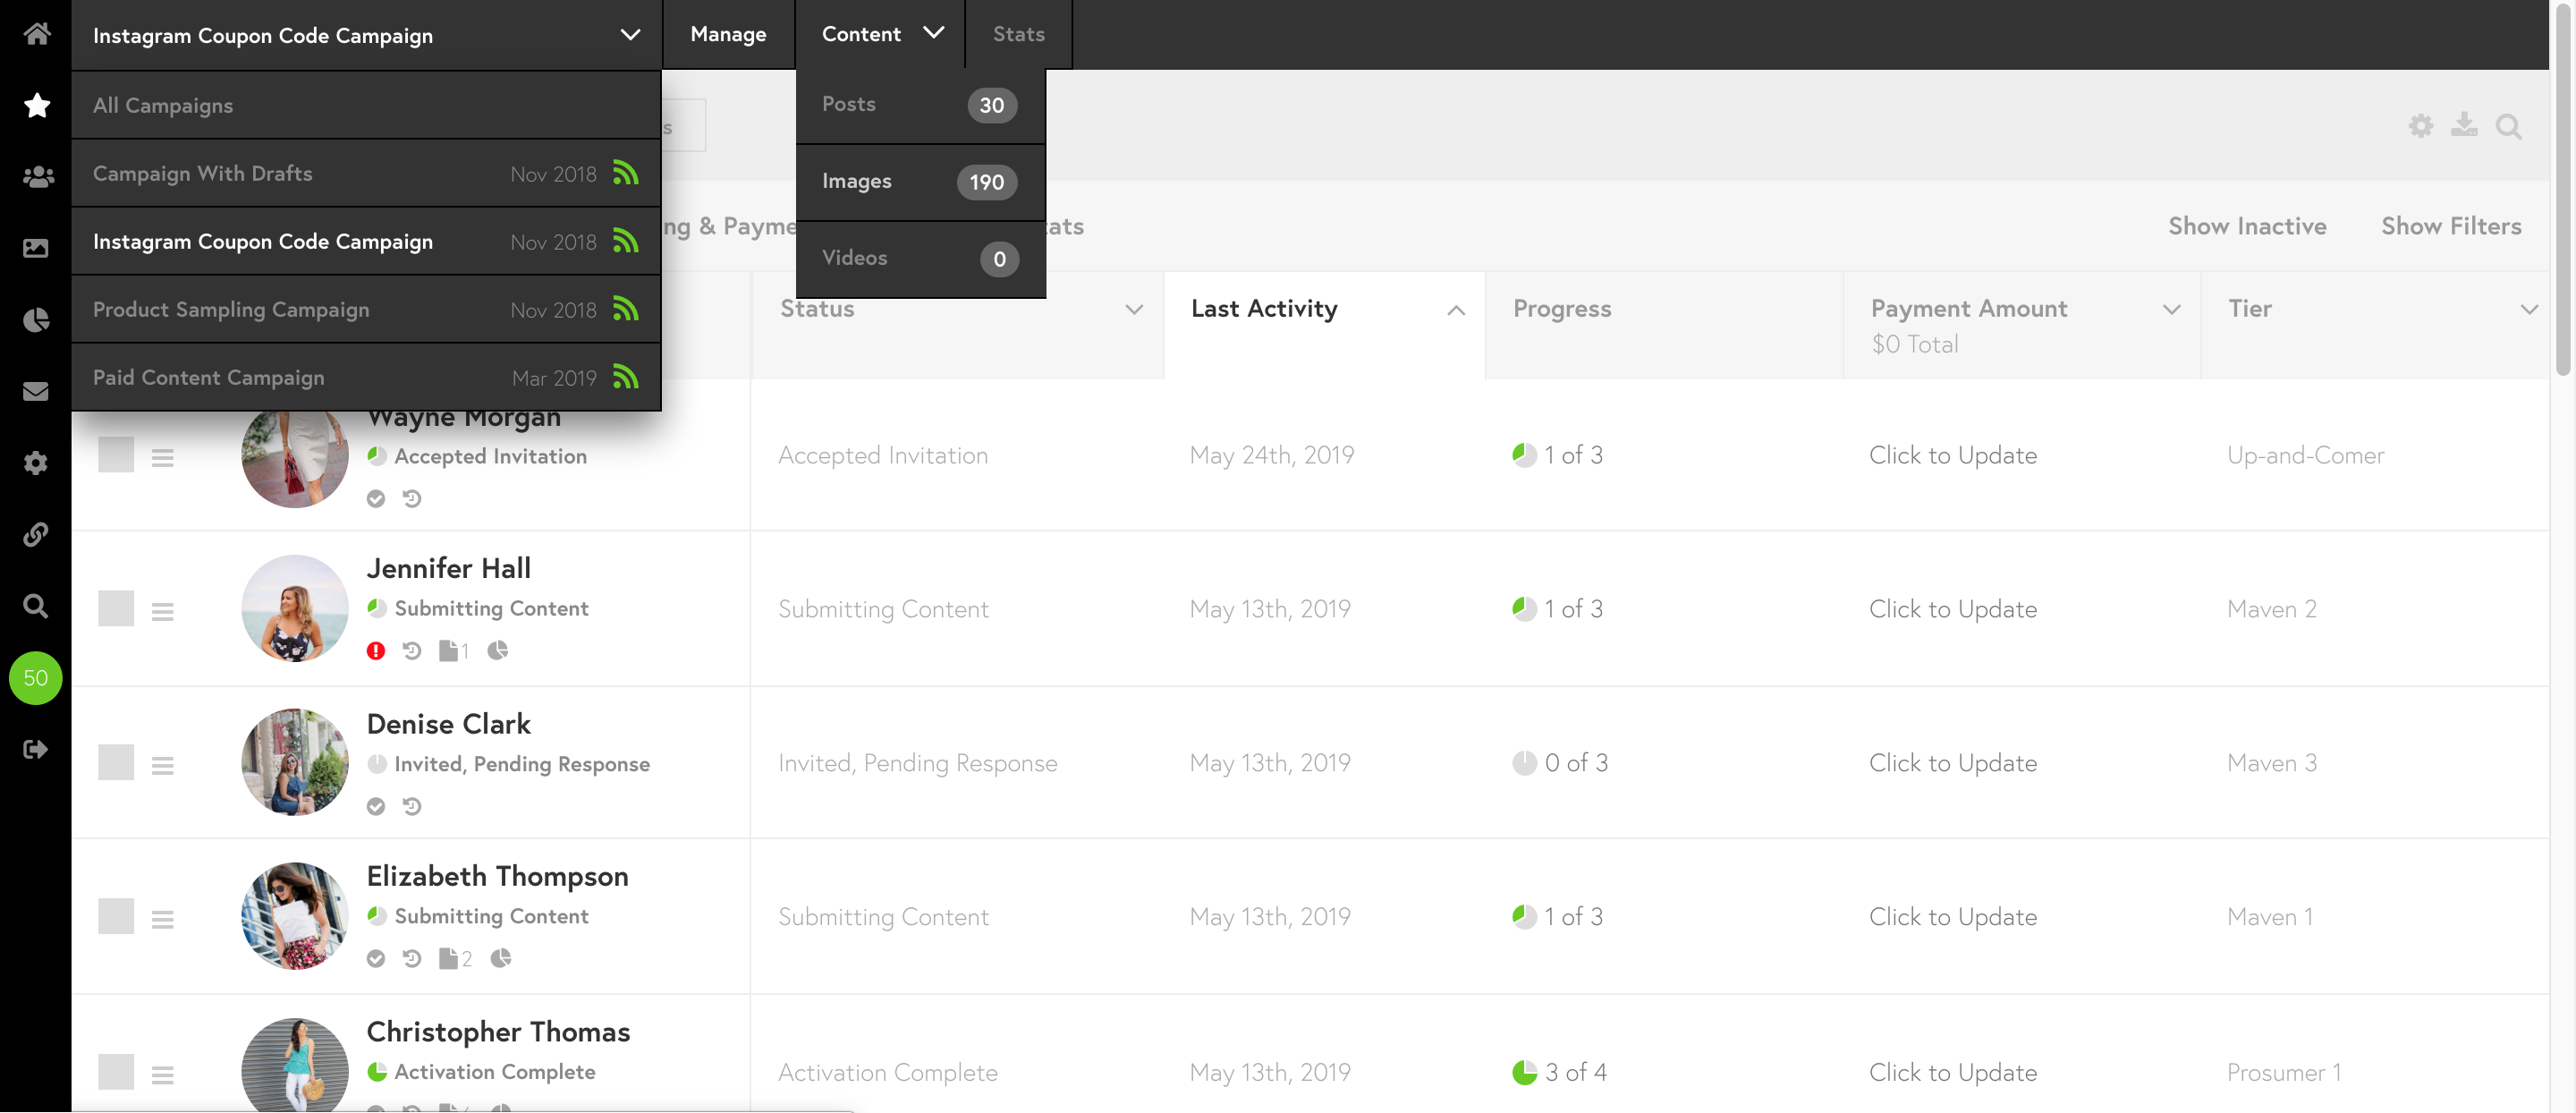 Instagram Coupon Code Campaign
Manage
Content
Stats
All Campaigns
Campaign With Drafts Nov 2018
Instagram Coupon Code Campaign Nov 2018
Product Sampling Campaign Nov 2018
Paid Content Campaign Mar 2019
Posts 30
Images 190
Videos 0
Show Inactive
Show Filters
Status
Last Activity
Progress
Payment Amount
$0 Total
Tier
Wayne Morgan
Accepted Invitation
Accepted Invitation
May 24th, 2019
1 of 3
Click to Update
Up-and-Comer
Jennifer Hall
Submitting Content
1
Submitting Content
May 13th, 2019
1 of 3
Click to Update
Maven 2
50
Denise Clark
Invited, Pending Response
Invited, Pending Response
May 13th, 2019
0 of 3
Click to Update
Maven 3
Elizabeth Thompson
Submitting Content
2
Submitting Content
May 13th, 2019
1 of 3
Click to Update
Maven 1
Christopher Thomas
Activation Complete
Activation Complete
May 13th, 2019
3 of 4
Click to Update
Prosumer 1